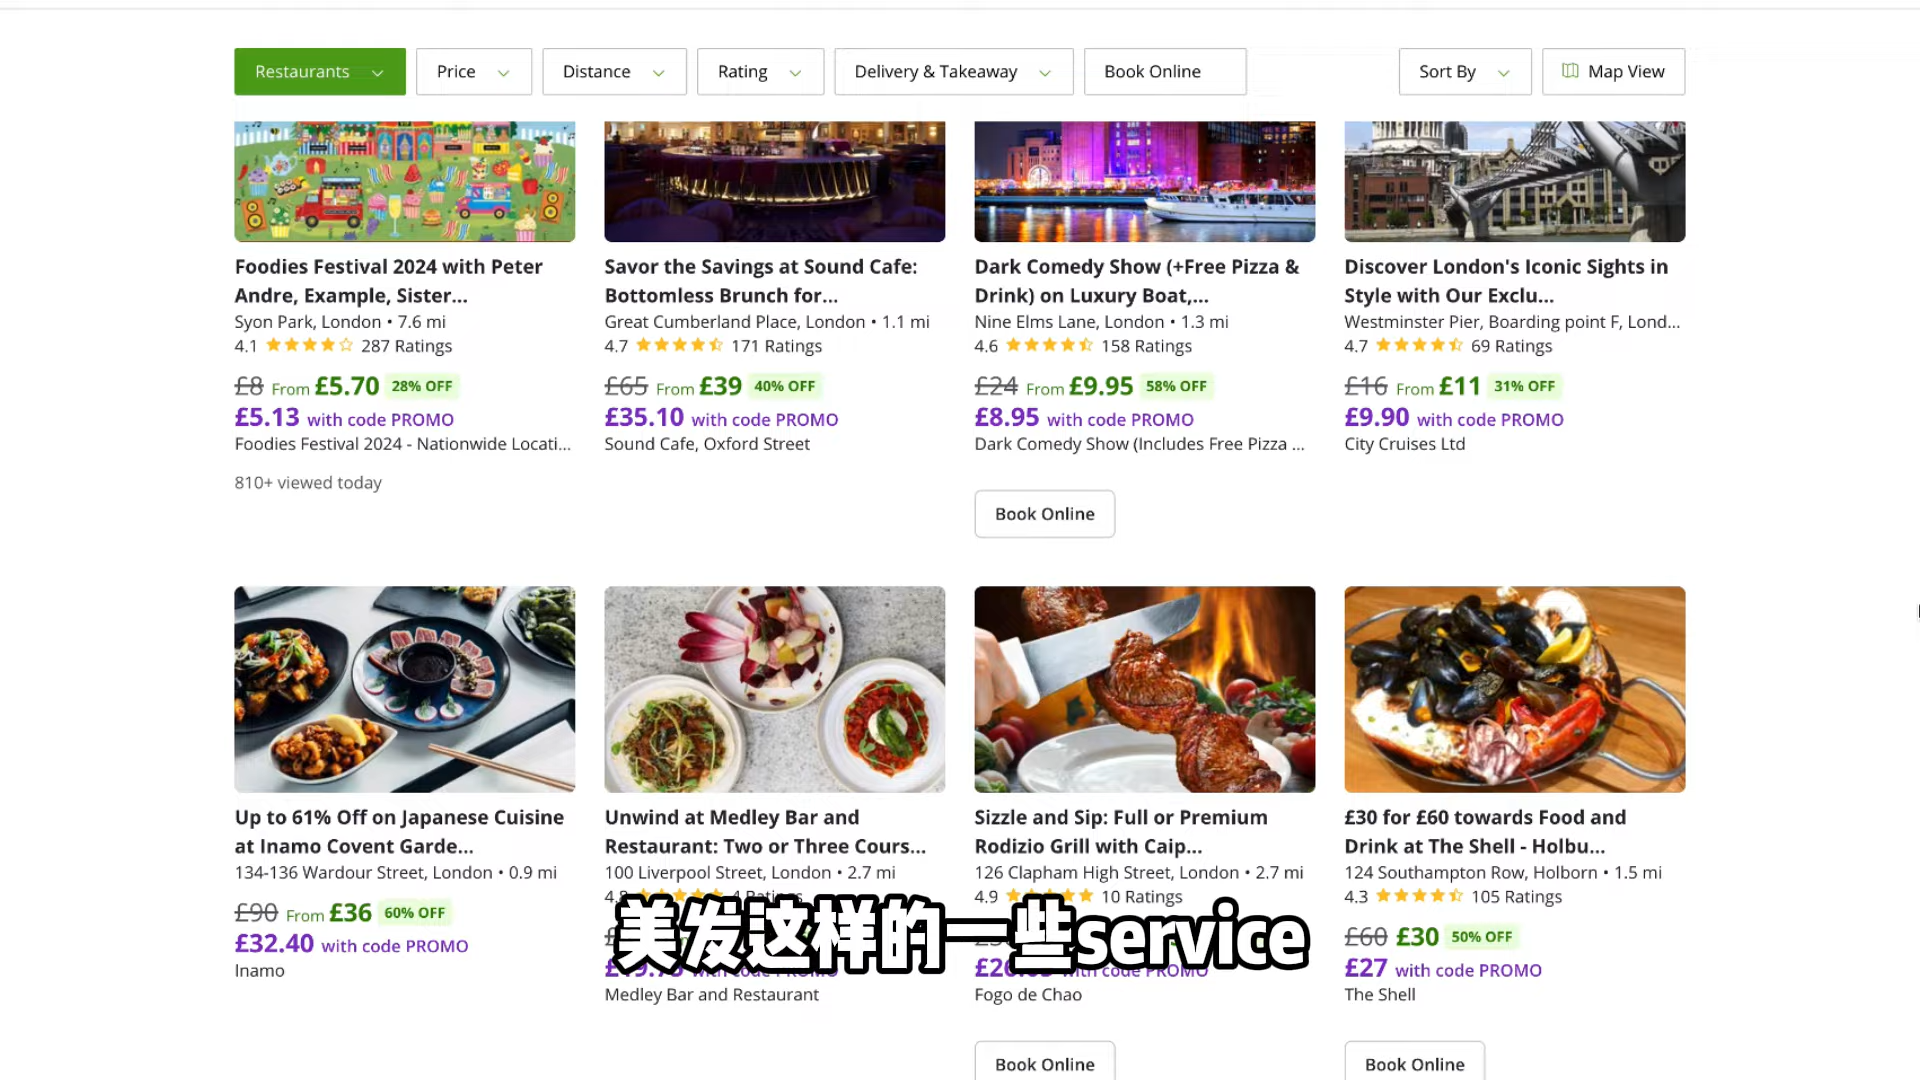 Restaurants
Price
Distance
Rating
Delivery & Takeaway
Book Online
Sort By
Map View
Foodies Festival 2024 with Peter
Andre, Example, Sister...
Syon Park, London • 7.6 mi
4.1 287 Ratings
£8 From £5.70 28% OFF
£5.13 with code PROMO
Foodies Festival 2024 - Nationwide Locati...
810+ viewed today
Savor the Savings at Sound Cafe:
Bottomless Brunch for...
Great Cumberland Place, London • 1.1 mi
4.7 171 Ratings
£65 From £39 40% OFF
£35.10 with code PROMO
Sound Cafe, Oxford Street
Dark Comedy Show (+Free Pizza &
Drink) on Luxury Boat,...
Nine Elms Lane, London • 1.3 mi
4.6 158 Ratings
£24 From £9.95 58% OFF
£8.95 with code PROMO
Dark Comedy Show (Includes Free Pizza ...
Book Online
Discover London's Iconic Sights in
Style with Our Exclu...
Westminster Pier, Boarding point F, Lond...
4.7 69 Ratings
£16 From £11 31% OFF
£9.90 with code PROMO
City Cruises Ltd
Up to 61% Off on Japanese Cuisine
at Inamo Covent Garde...
134-136 Wardour Street, London • 0.9 mi
£90 From £36 60% OFF
£32.40 with code PROMO
Inamo
Unwind at Medley Bar and
Restaurant: Two or Three Cours...
100 Liverpool Street, London • 2.7 mi
4 Ratings
with code PROMO
Medley Bar and Restaurant
Sizzle and Sip: Full or Premium
Rodizio Grill with Caip...
126 Clapham High Street, London • 2.7 mi
4.9 10 Ratings
with code PROMO
Fogo de Chao
Book Online
£30 for £60 towards Food and
Drink at The Shell - Holbu...
124 Southampton Row, Holborn • 1.5 mi
4.3 105 Ratings
£60 £30 50% OFF
£27 with code PROMO
The Shell
Book Online
美发这样的一些service